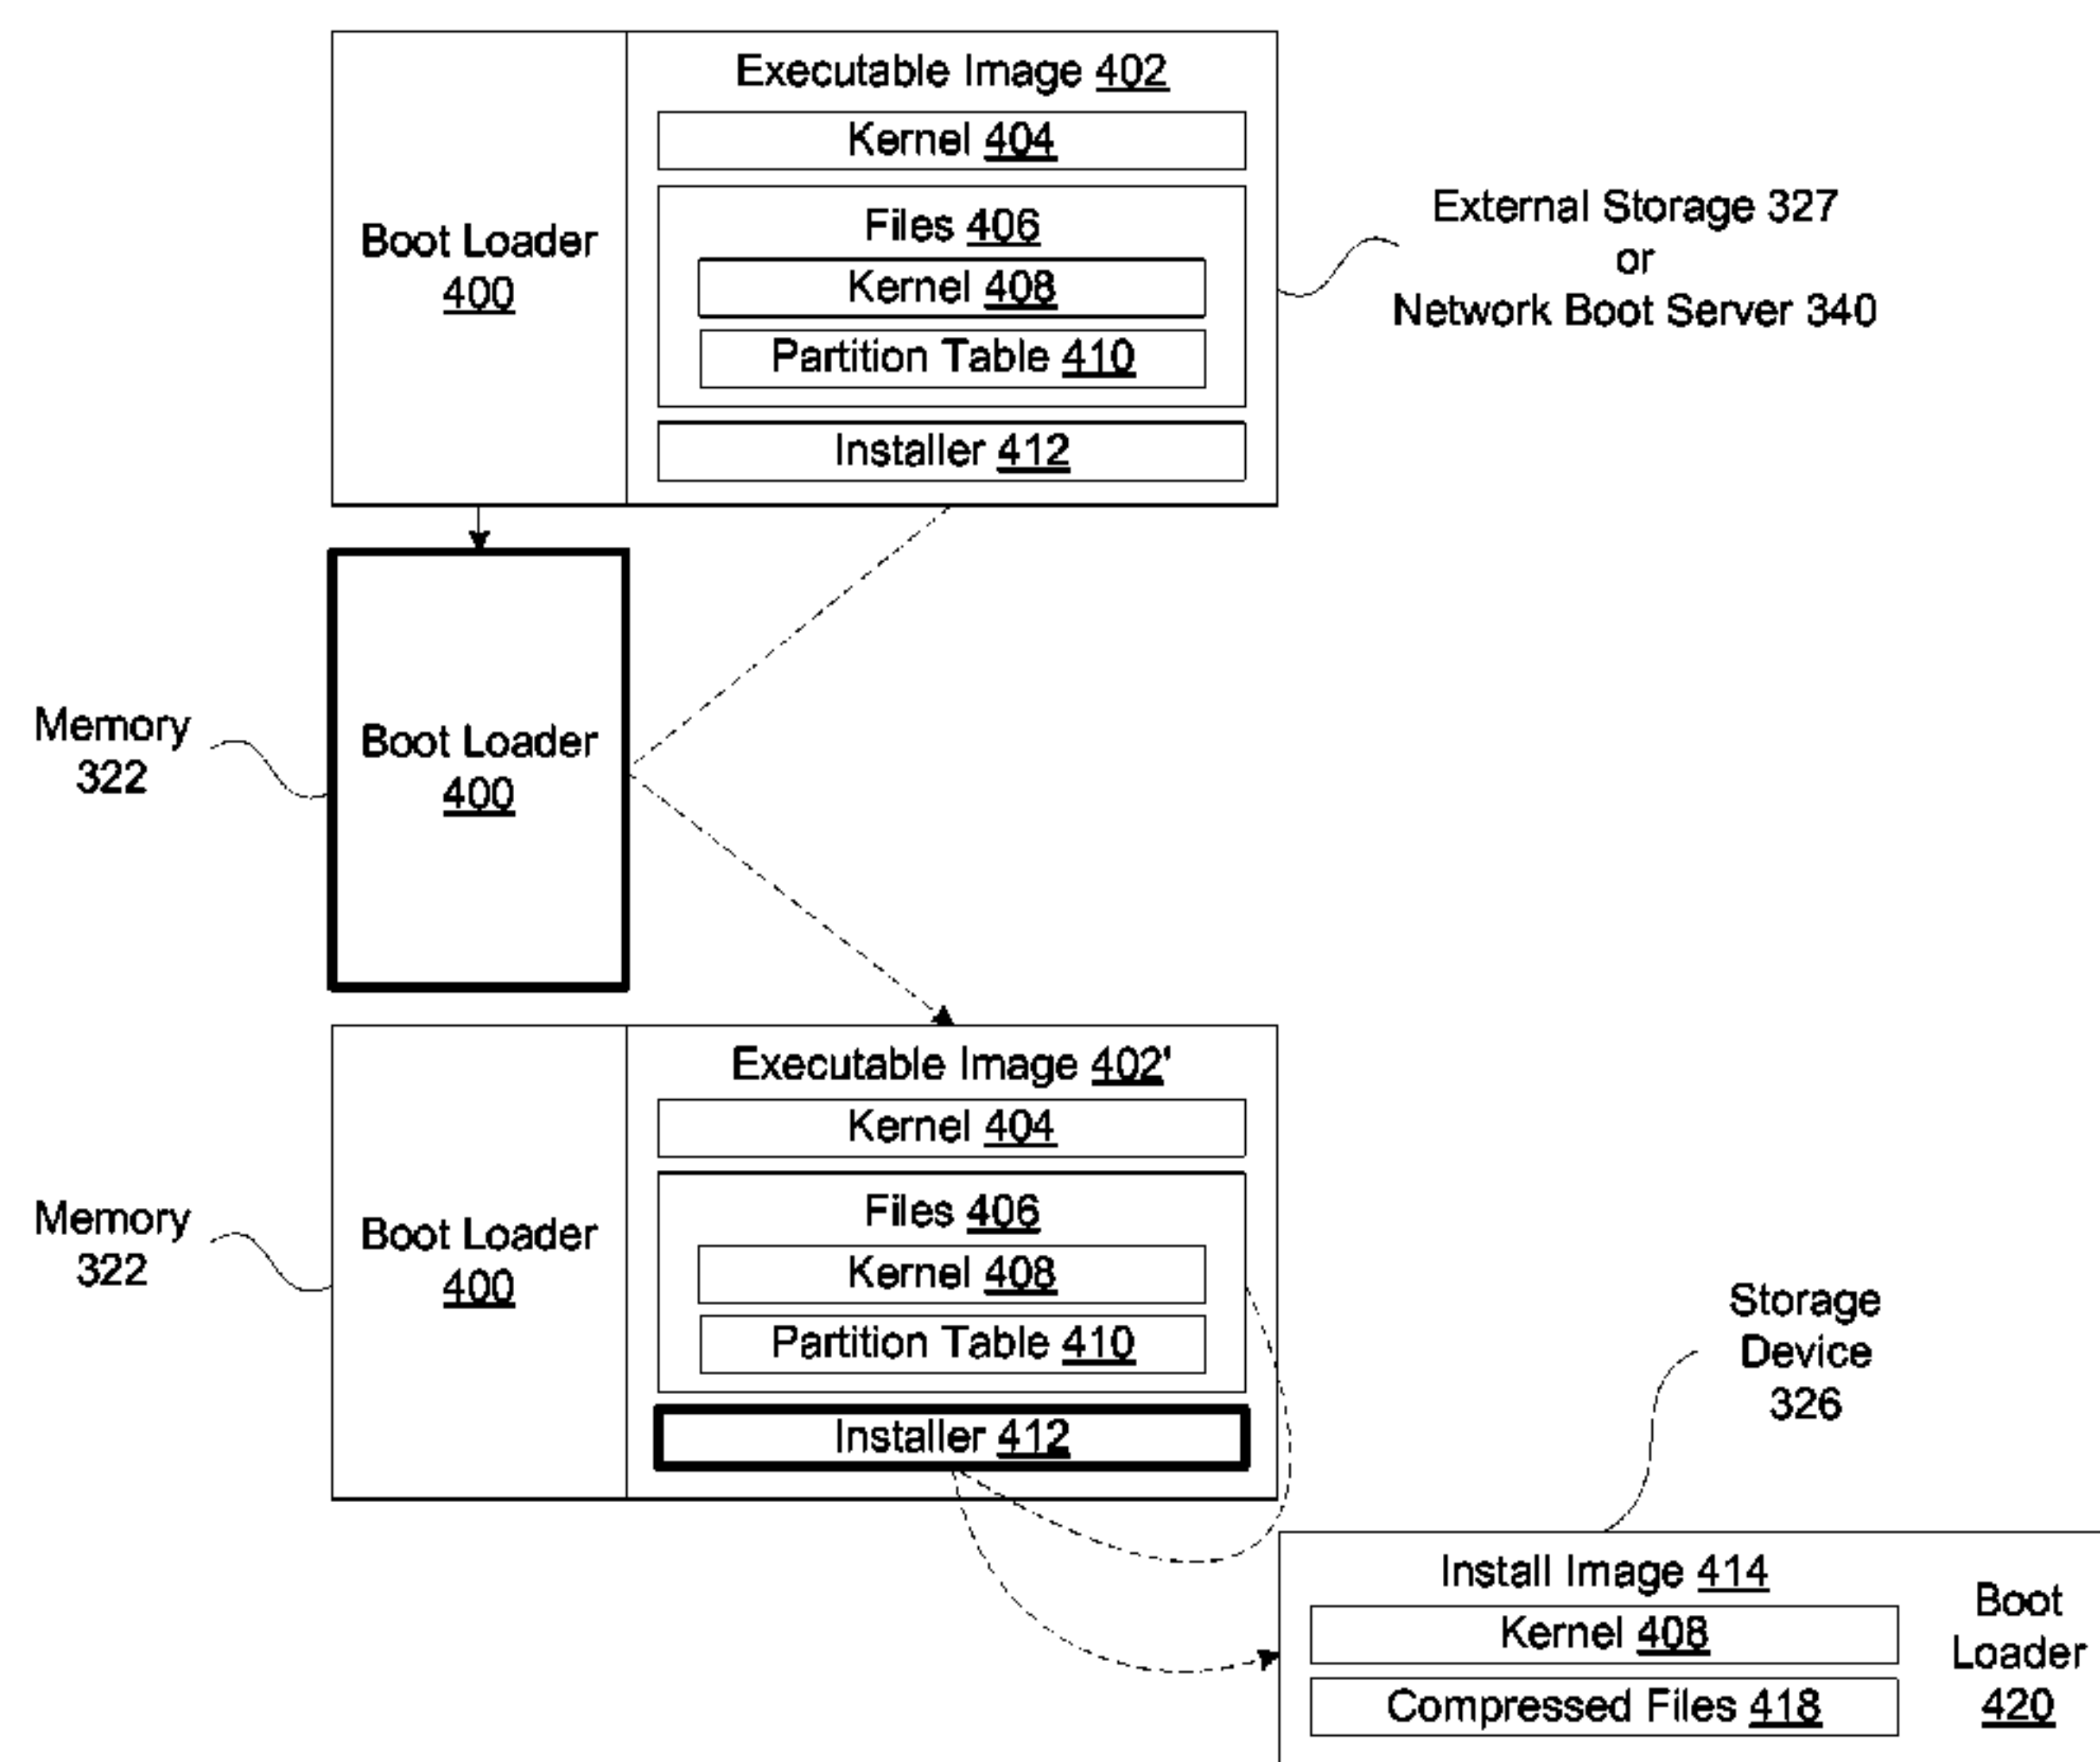 Executable Image 402
Kernel 404
Files 406
Kernel 408
Partition Table 410
Installer 412
Boot Loader
400
External Storage 327
or
Network Boot Server 340
Memory
322
Boot Loader
400
Executable Image 402'
Kernel 404
Files 406
Kernel 408
Partition Table 410
Installer 412
Boot Loader
400
Memory
322
Storage
Device
326
Install Image 414
Kernel 408
Compressed Files 418
Boot
Loader
420